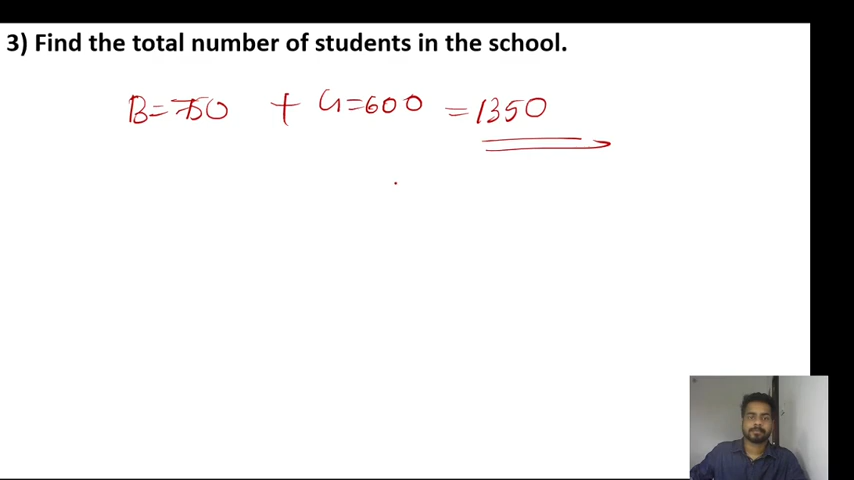 3) Find the total number of students in the school.
B=750 + G=600 =1350